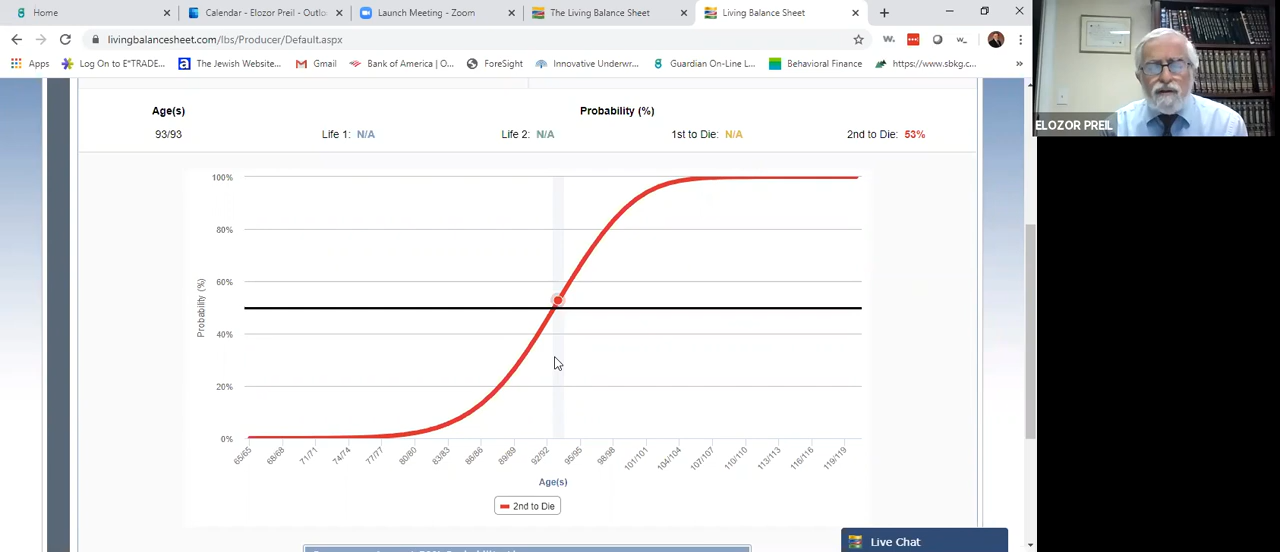 Home
Calendar - Elozor Preil - Outlo
Launch Meeting - Zoom
The Living Balance Sheet
Living Balance Sheet
livingbalancesheet.com/lbs/Producer/Default.aspx
Apps
Log On to E*TRADE...
The Jewish Website...
Gmail
Bank of America | O...
ForeSight
Innovative Underwr...
Guardian On-Line L...
Behavioral Finance
https://www.sbkg.c...
ELOZOR PREIL
Age(s)
Probability (%)
93/93
Life 1: N/A
Life 2: N/A
1st to Die: N/A
2nd to Die: 53%
100%
80%
60%
40%
20%
0%
Probability (%)
65/65
68/68
71/71
74/74
77/77
80/80
83/83
86/86
89/89
92/92
95/95
98/98
101/101
104/104
107/107
110/110
113/113
116/116
119/119
Age(s)
2nd to Die
Live Chat